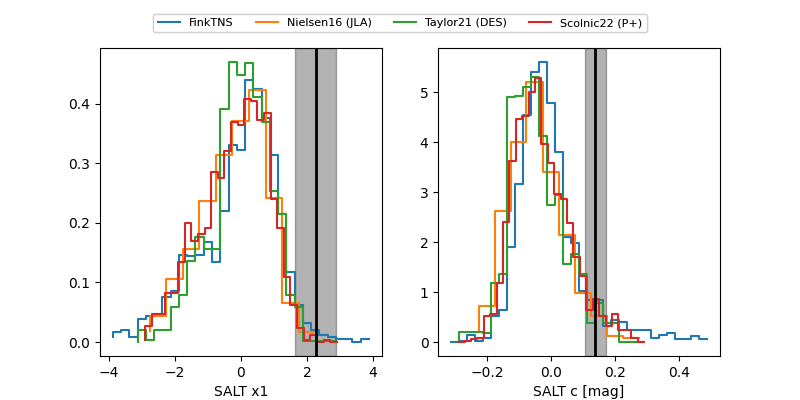 FinkTNS Nielsen16 (JLA) Taylor21 (DES) Scolnic22 (P+)
0.4
0.3
0.2
0.1
0.0
−4 −2 0 2 4
SALT x1
5
4
3
2
1
0
−0.2 0.0 0.2 0.4
SALT c [mag]